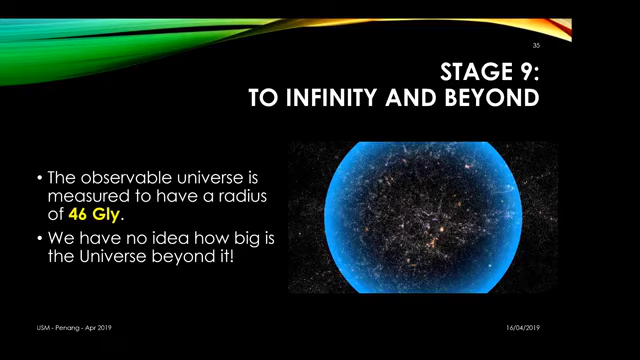 35
STAGE 9:
TO INFINITY AND BEYOND
• The observable universe is
measured to have a radius
of 46 Gly.
• We have no idea how big is
the Universe beyond it!
USM - Penang - Apr 2019
16/04/2019